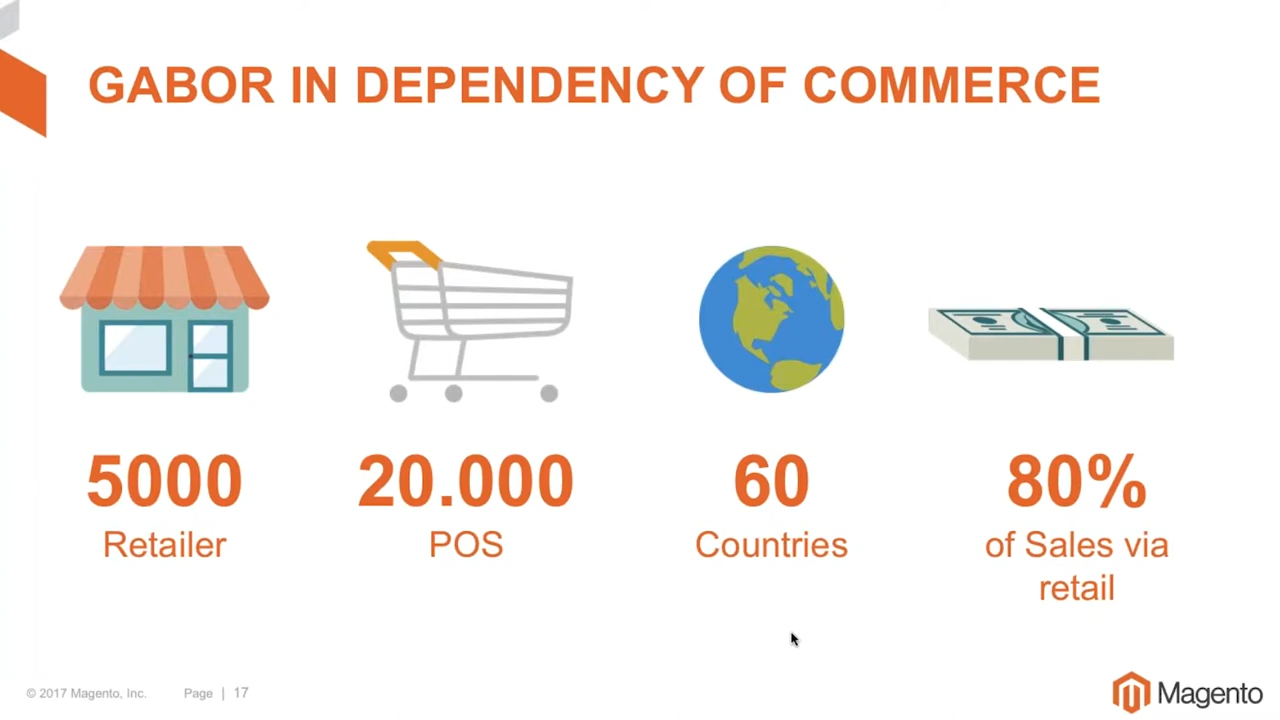 GABOR IN DEPENDENCY OF COMMERCE
5000
Retailer
20.000
POS
60
Countries
80%
of Sales via
retail
© 2017 Magento, Inc.
Page | 17
Magento